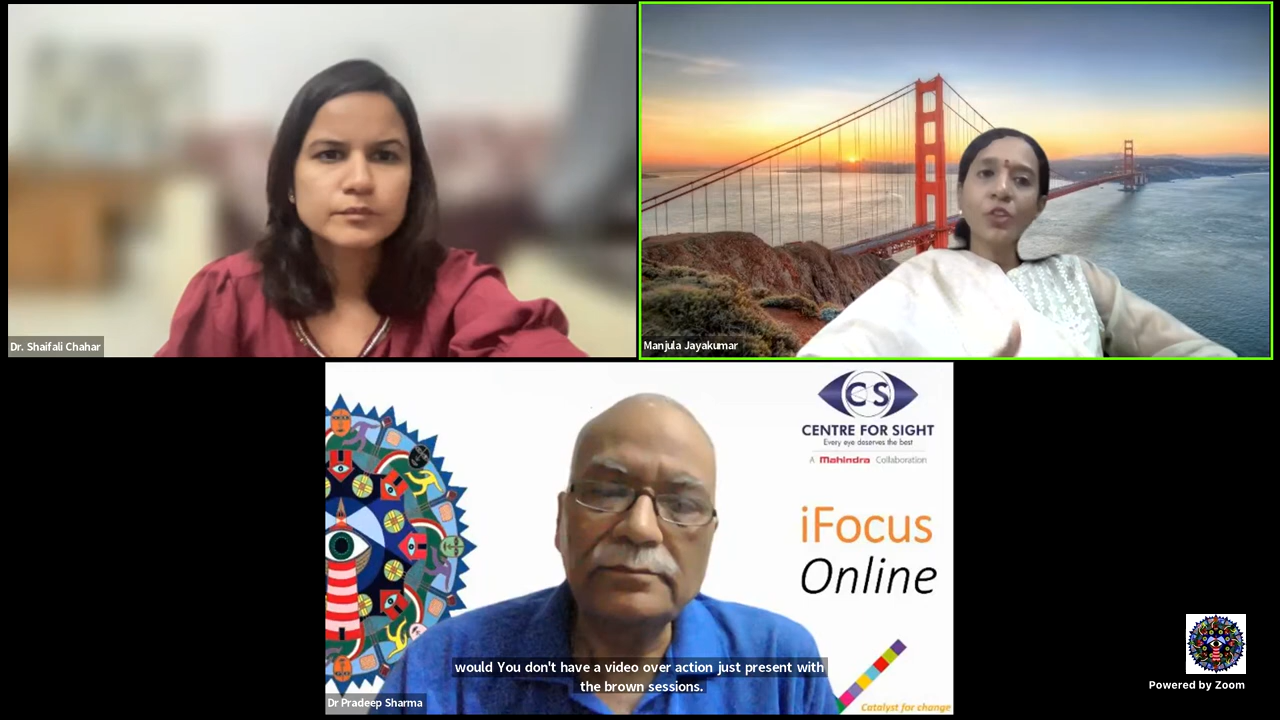 Dr. Shaifali Chahar
Manjula Jayakumar
CS
CENTRE FOR SIGHT
Every eye deserves the best
A Mahindra Collaboration
iFocus
Online
would You don't have a video over action just present with
the brown sessions.
Dr Pradeep Sharma
Catalyst for change
Powered by Zoom